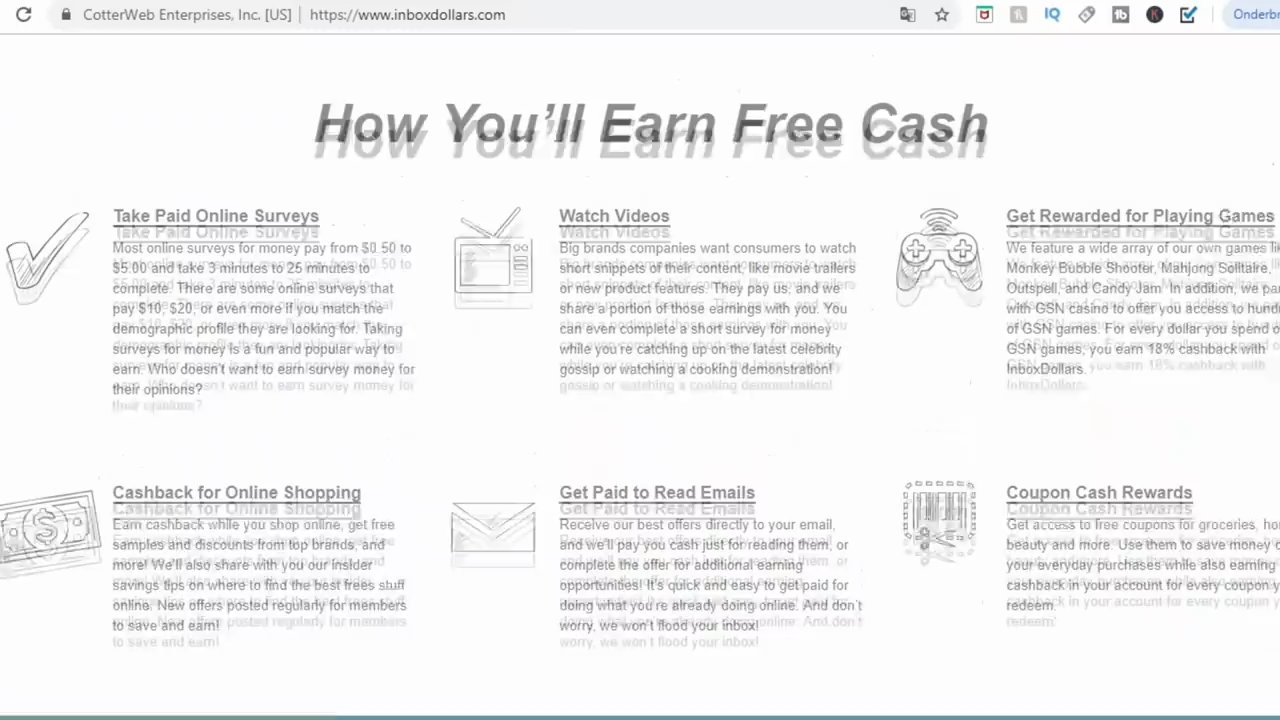 CotterWeb Enterprises, Inc. [US] | https://www.inboxdollars.com
Onderbr
How You'll Earn Free Cash
Take Paid Online Surveys
Most online surveys for money pay from $0.50 to
$5.00 and take 3 minutes to 25 minutes to
complete. There are some online surveys that
pay $10, $20, or even more if you match the
demographic profile they are looking for. Taking
surveys for money is a fun and popular way to
earn. Who doesn't want to earn survey money for
their opinions?
Watch Videos
Big brands companies want consumers to watch
short snippets of their content, like movie trailers
or new product features. They pay us, and we
share a portion of those earnings with you. You
can even complete a short survey for money
while you're catching up on the latest celebrity
gossip or watching a cooking demonstration!
Get Rewarded for Playing Games
We feature a wide array of our own games li
Monkey Bubble Shooter, Mahjong Solitaire,
Outspell, and Candy Jam. In addition, we par
with GSN casino to offer you access to hund
of GSN games. For every dollar you spend o
GSN games, you earn 18% cashback with
InboxDollars.
Cashback for Online Shopping
Earn cashback while you shop online, get free
samples and discounts from top brands, and
more! We'll also share with you our insider
savings tips on where to find the best frees stuff
online. New offers posted regularly for members
to save and earn!
Get Paid to Read Emails
Receive our best offers directly to your email,
and we'll pay you cash just for reading them, or
complete the offer for additional earning
opportunities! It's quick and easy to get paid for
doing what you're already doing online. And don't
worry, we won't flood your inbox!
Coupon Cash Rewards
Get access to free coupons for groceries, ho
beauty and more. Use them to save money o
your everyday purchases while also earning
cashback in your account for every coupon y
redeem.